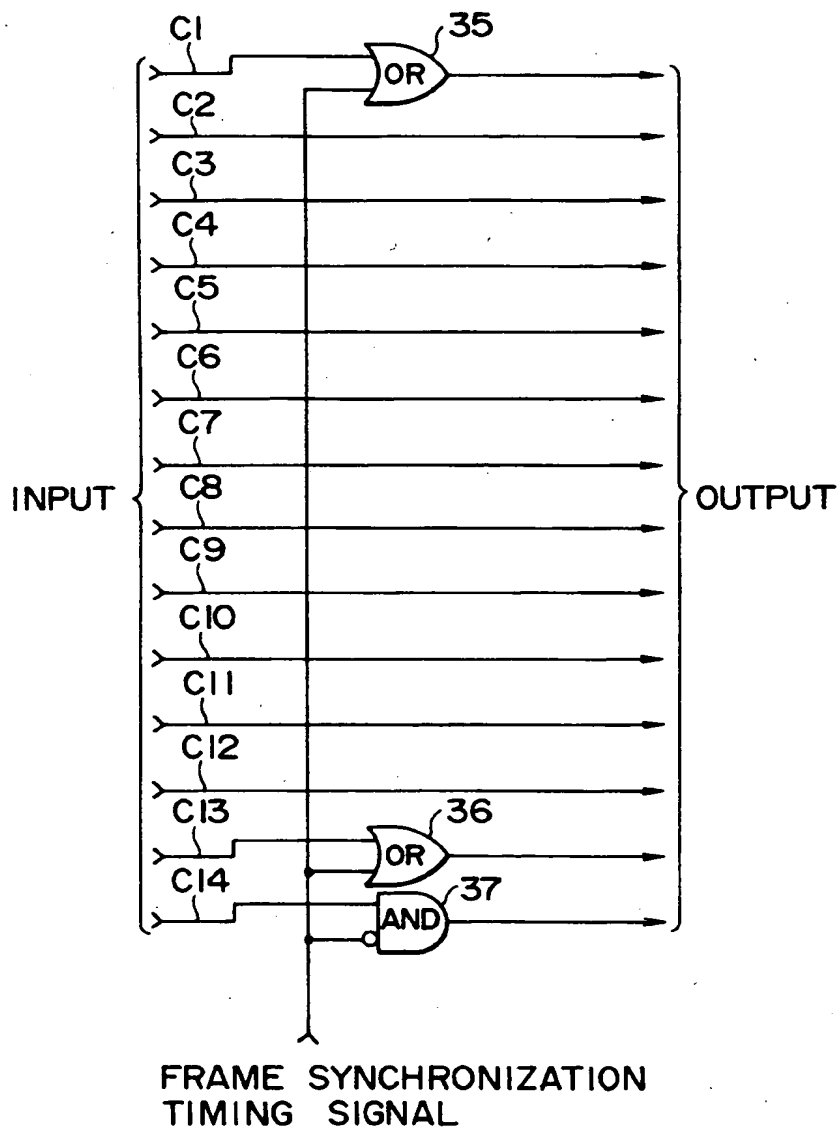 C1
35
OR
C2
C3
C4
C5
C6
C7
INPUT
C8
OUTPUT
C9
C10
C11
C12
C13
36
OR
C14
37
AND
FRAME SYNCHRONIZATION
TIMING SIGNAL